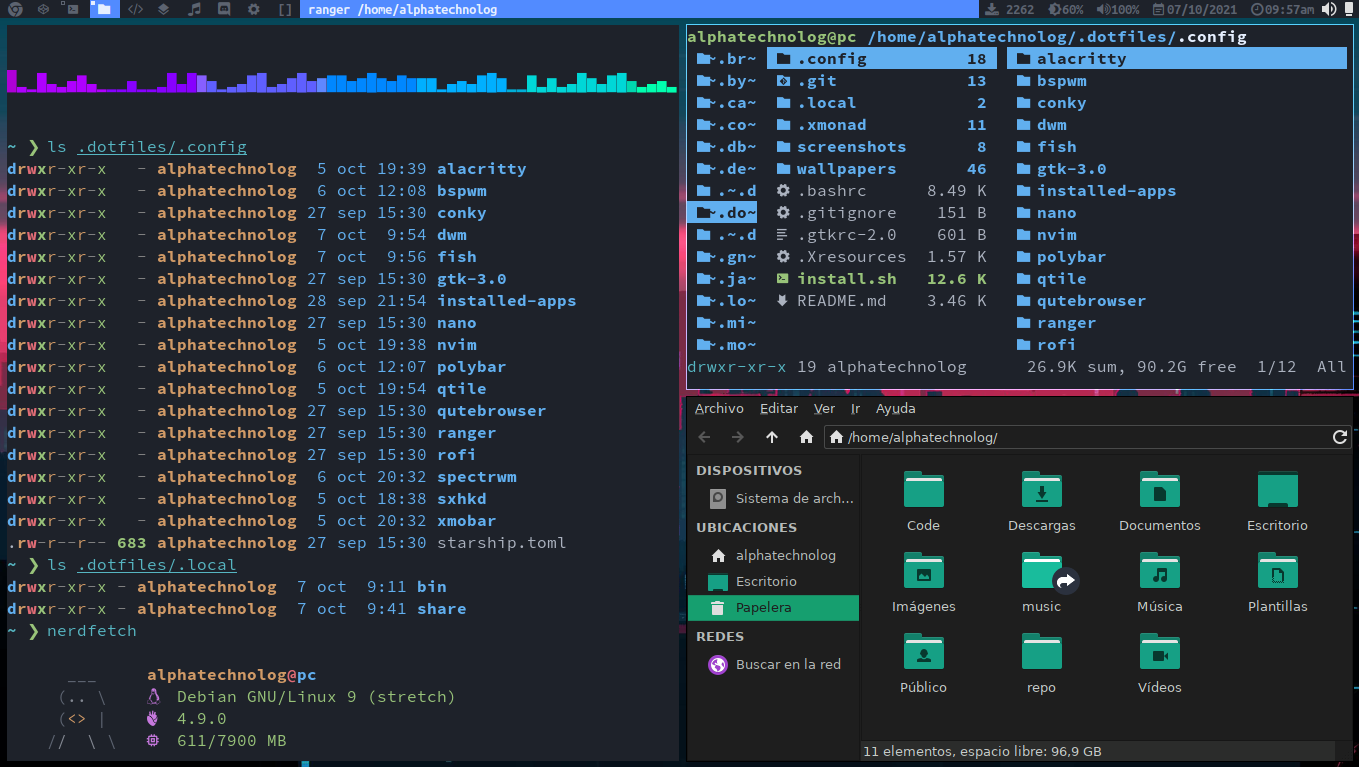 ranger /home/alphatechnolog
2262
60%
100%
07/10/2021
09:57am
~ ❯ ls .dotfiles/.config
drwxr-xr-x - alphatechnolog 5 oct 19:39 alacritty
drwxr-xr-x - alphatechnolog 6 oct 12:08 bspwm
drwxr-xr-x - alphatechnolog 27 sep 15:30 conky
drwxr-xr-x - alphatechnolog 7 oct 9:54 dwm
drwxr-xr-x - alphatechnolog 7 oct 9:56 fish
drwxr-xr-x - alphatechnolog 27 sep 15:30 gtk-3.0
drwxr-xr-x - alphatechnolog 28 sep 21:54 installed-apps
drwxr-xr-x - alphatechnolog 27 sep 15:30 nano
drwxr-xr-x - alphatechnolog 5 oct 19:38 nvim
drwxr-xr-x - alphatechnolog 6 oct 12:07 polybar
drwxr-xr-x - alphatechnolog 5 oct 19:54 qtile
drwxr-xr-x - alphatechnolog 27 sep 15:30 qutebrowser
drwxr-xr-x - alphatechnolog 27 sep 15:30 ranger
drwxr-xr-x - alphatechnolog 27 sep 15:30 rofi
drwxr-xr-x - alphatechnolog 6 oct 20:32 spectrwm
drwxr-xr-x - alphatechnolog 5 oct 18:38 sxhkd
drwxr-xr-x - alphatechnolog 5 oct 20:32 xmobar
.rw-r--r-- 683 alphatechnolog 27 sep 15:30 starship.toml
~ ❯ ls .dotfiles/.local
drwxr-xr-x - alphatechnolog 7 oct 9:11 bin
drwxr-xr-x - alphatechnolog 7 oct 9:41 share
~ ❯ nerdfetch
alphatechnolog@pc
Debian GNU/Linux 9 (stretch)
4.9.0
611/7900 MB
alphatechnolog@pc /home/alphatechnolog/.dotfiles/.config
~.br~ .config 18 alacritty
~.by~ .git 13 bspwm
~.ca~ .local 2 conky
~.co~ .xmonad 11 dwm
~.db~ screenshots 8 fish
~.de~ wallpapers 46 gtk-3.0
.~.d .bashrc 8.49 K installed-apps
~.do~ .gitignore 151 B nano
.~.d .gtkrc-2.0 601 B nvim
~.gn~ .Xresources 1.57 K polybar
~.ja~ install.sh 12.6 K qtile
~.lo~ README.md 3.46 K qutebrowser
~.mi~ ranger
~.mo~ rofi
drwxr-xr-x 19 alphatechnolog 26.9K sum, 90.2G free 1/12 All
Archivo Editar Ver Ir Ayuda
/home/alphatechnolog/
DISPOSITIVOS
Sistema de arch...
UBICACIONES
alphatechnolog
Escritorio
Papelera
REDES
Buscar en la red
Code Descargas Documentos Escritorio
Imágenes music Música Plantillas
Público repo Vídeos
11 elementos, espacio libre: 96,9 GB